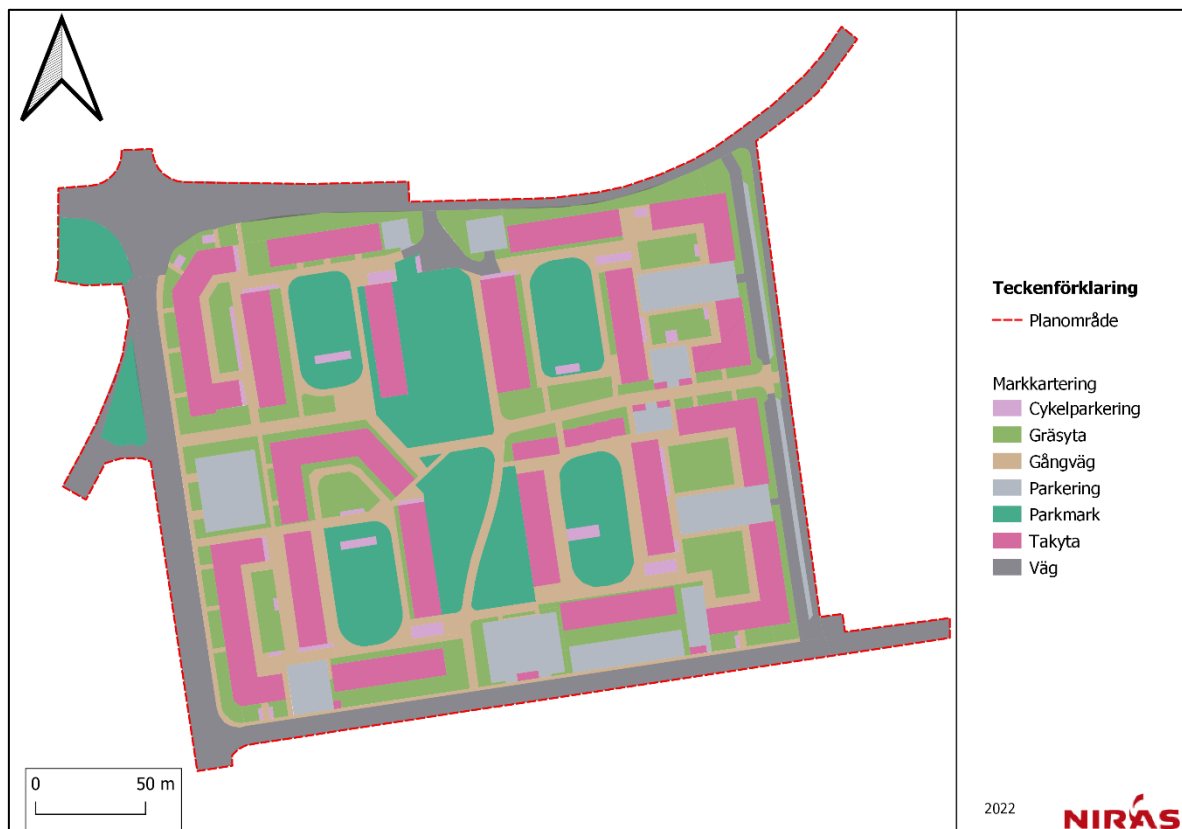 Teckenförklaring
Planområde
Markkartering
Cykelparkering
Gräsyta
Gångväg
Parkering
Parkmark
Takyta
Väg
0 50 m
2022
NIRAS